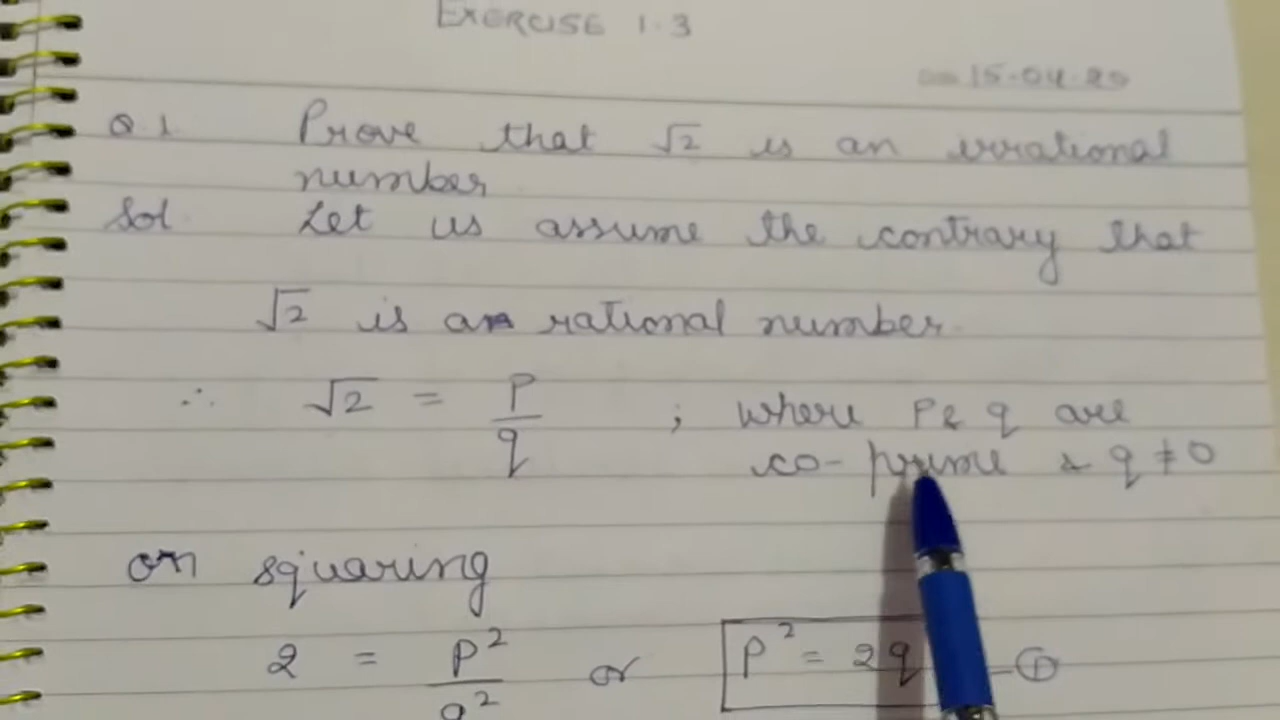 EXERCISE 1.3
15.04.20
Q.1. Prove that √2 is an irrational
number
Sol. Let us assume the contrary that
√2 is a rational number.
∴ √2 = P/q ; where P & q are
co-prime & q ≠ 0
on squaring
2 = P²/q² or P² = 2q — ①